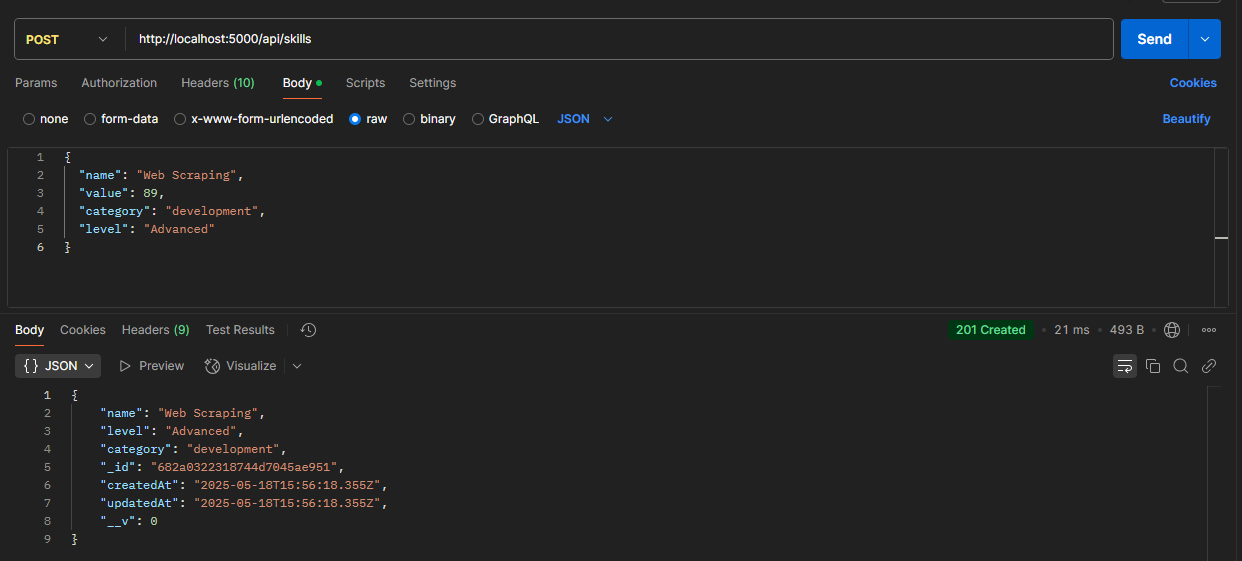 POST http://localhost:5000/api/skills Send
Params Authorization Headers (10) Body Scripts Settings Cookies
none form-data x-www-form-urlencoded raw binary GraphQL JSON Beautify
1 {
2 "name": "Web Scraping",
3 "value": 89,
4 "category": "development",
5 "level": "Advanced"
6 }
Body Cookies Headers (9) Test Results 201 Created 21 ms 493 B
{} JSON Preview Visualize
1 {
2 "name": "Web Scraping",
3 "level": "Advanced",
4 "category": "development",
5 "_id": "682a0322318744d7045ae951",
6 "createdAt": "2025-05-18T15:56:18.355Z",
7 "updatedAt": "2025-05-18T15:56:18.355Z",
8 "__v": 0
9 }